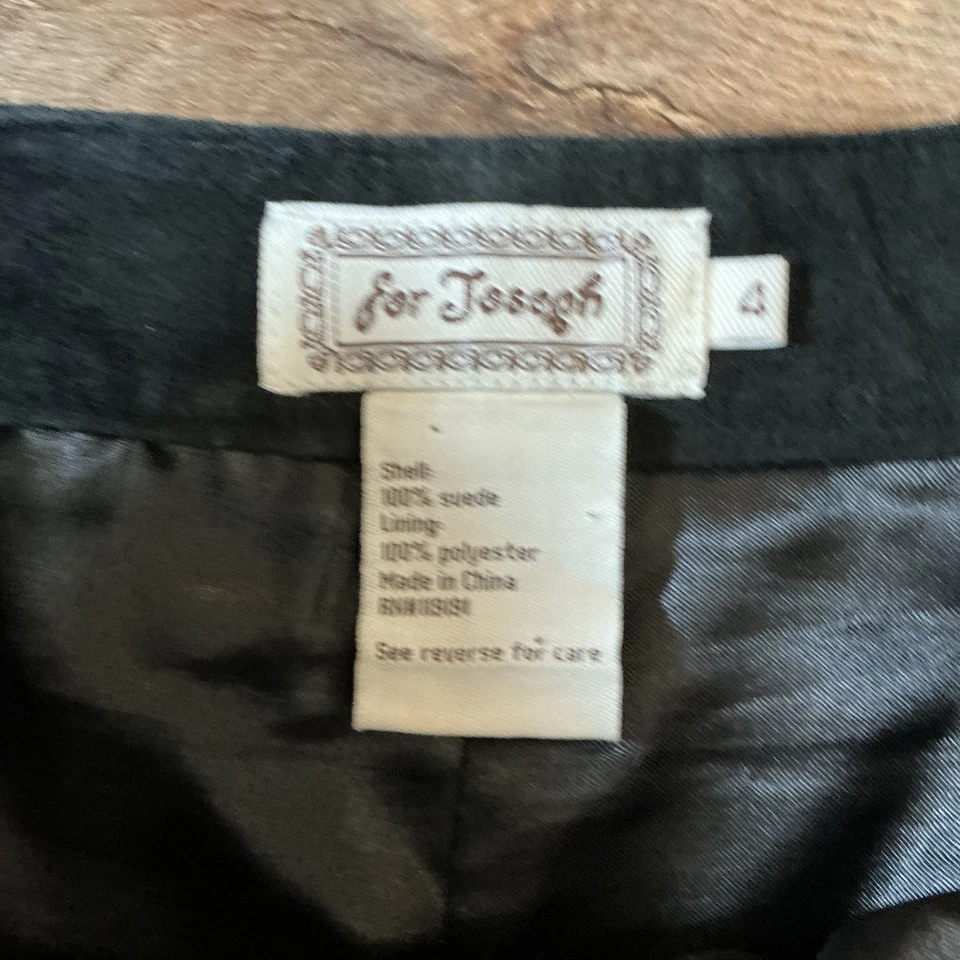 for Joseph
4
Shell:
100% suede
Lining:
100% polyester
Made in China
See reverse for care